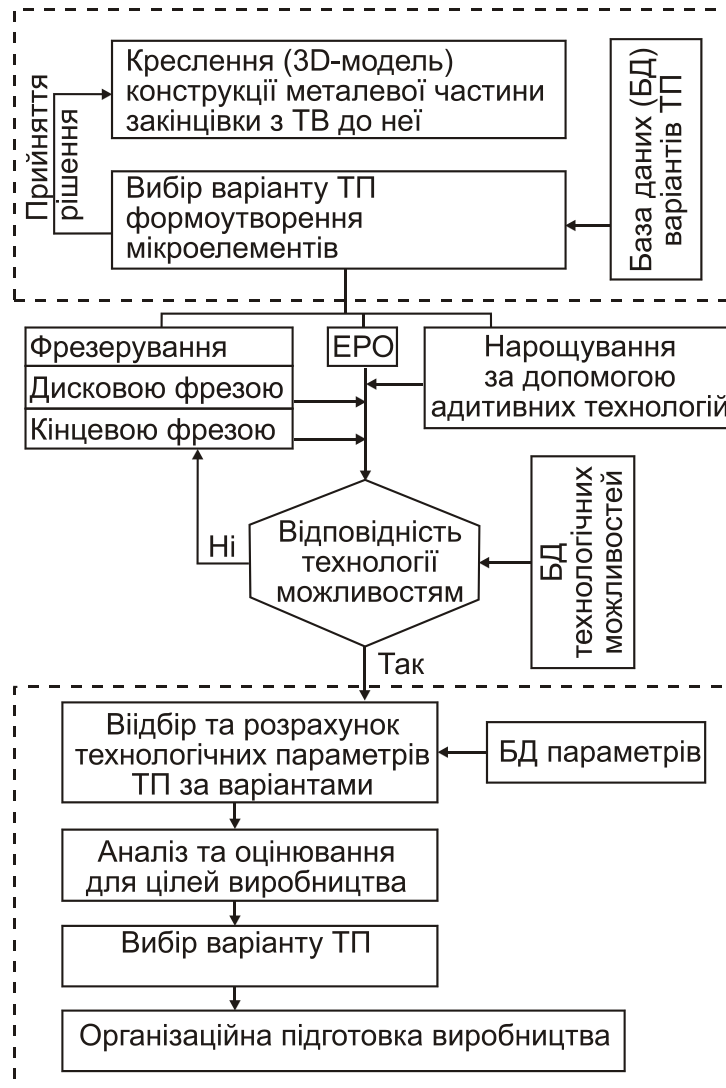 Прийняття
рішення
Креслення (3D-модель)
конструкції металевої частини
закінцівки з ТВ до неї
Вибір варіанту ТП
формоутворення
мікроелементів
База даних (БД)
варіантів ТП
Фрезерування
Дисковою фрезою
Кінцевою фрезою
ЕРО
Нарощування
за допомогою
адитивних технологій
Відповідність
технології
можливостям
Ні
БД
технологічних
можливостей
Так
Віідбір та розрахунок
технологічних параметрів
ТП за варіантами
БД параметрів
Аналіз та оцінювання
для цілей виробництва
Вибір варіанту ТП
Організаційна підготовка виробництва